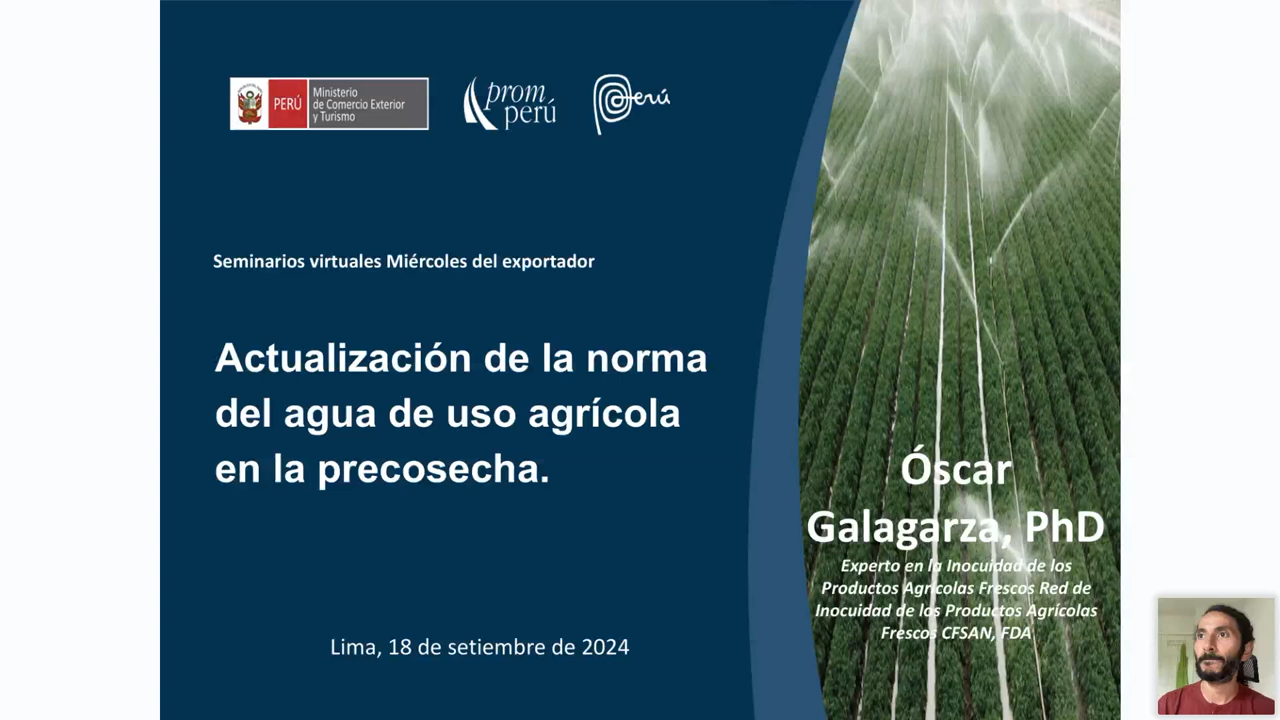 PERÚ
Ministerio
de Comercio Exterior
y Turismo
prom
perú
Perú
Seminarios virtuales Miércoles del exportador
Actualización de la norma
del agua de uso agrícola
en la precosecha.
Óscar
Galagarza, PhD
Experto en la Inocuidad de los
Productos Agrícolas Frescos Red de
Inocuidad de los Productos Agrícolas
Frescos CFSAN, FDA
Lima, 18 de setiembre de 2024